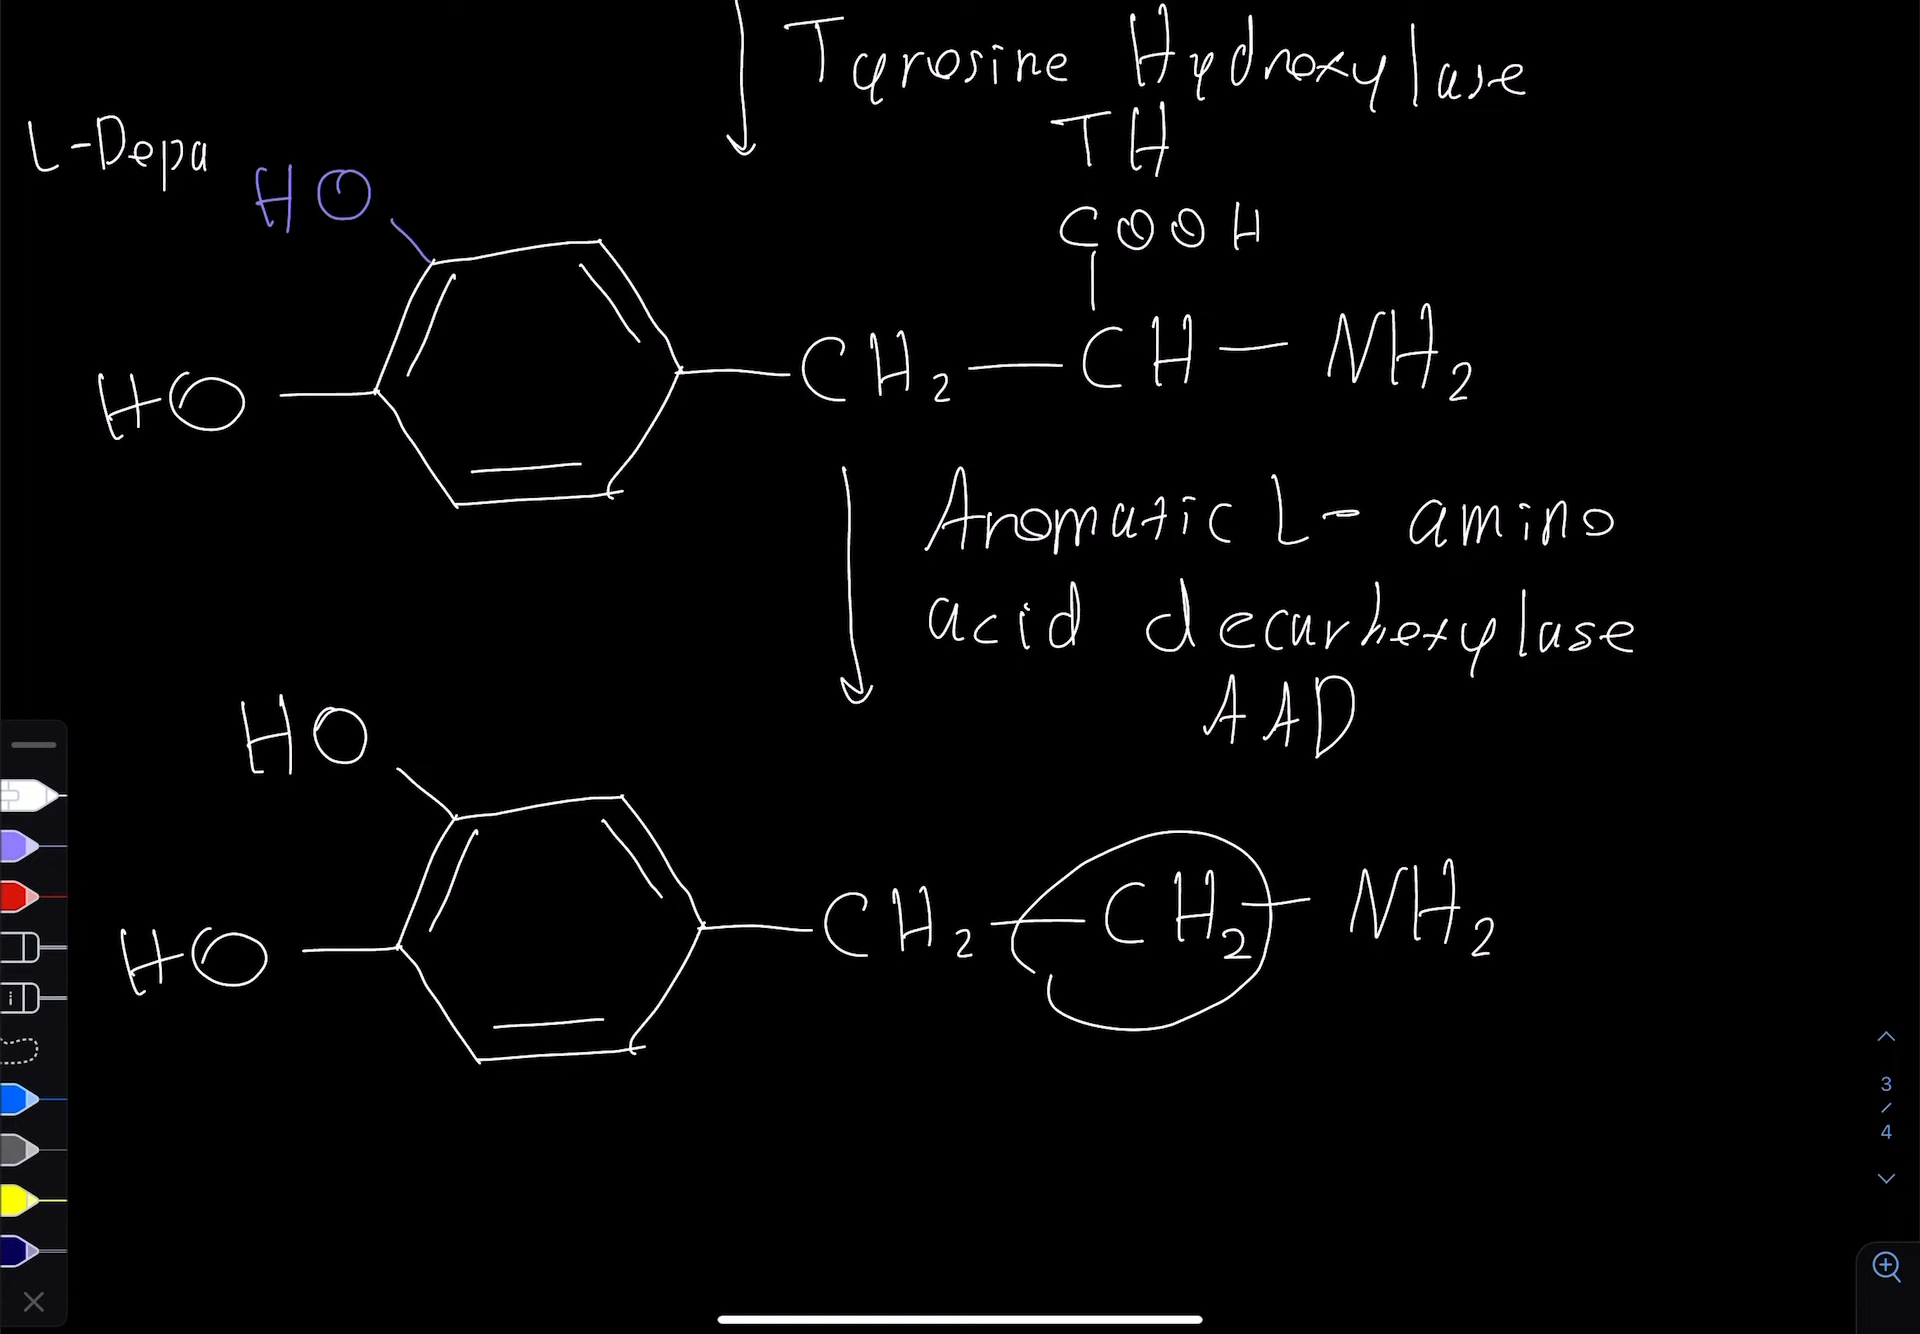 Tyrosine Hydroxylase
TH
L-Dopa
HO
COOH
HO
CH2 — CH — NH2
Aromatic L- amino
acid decarboxylase
AAD
HO
HO
CH2 — CH2 — NH2
3
/
4